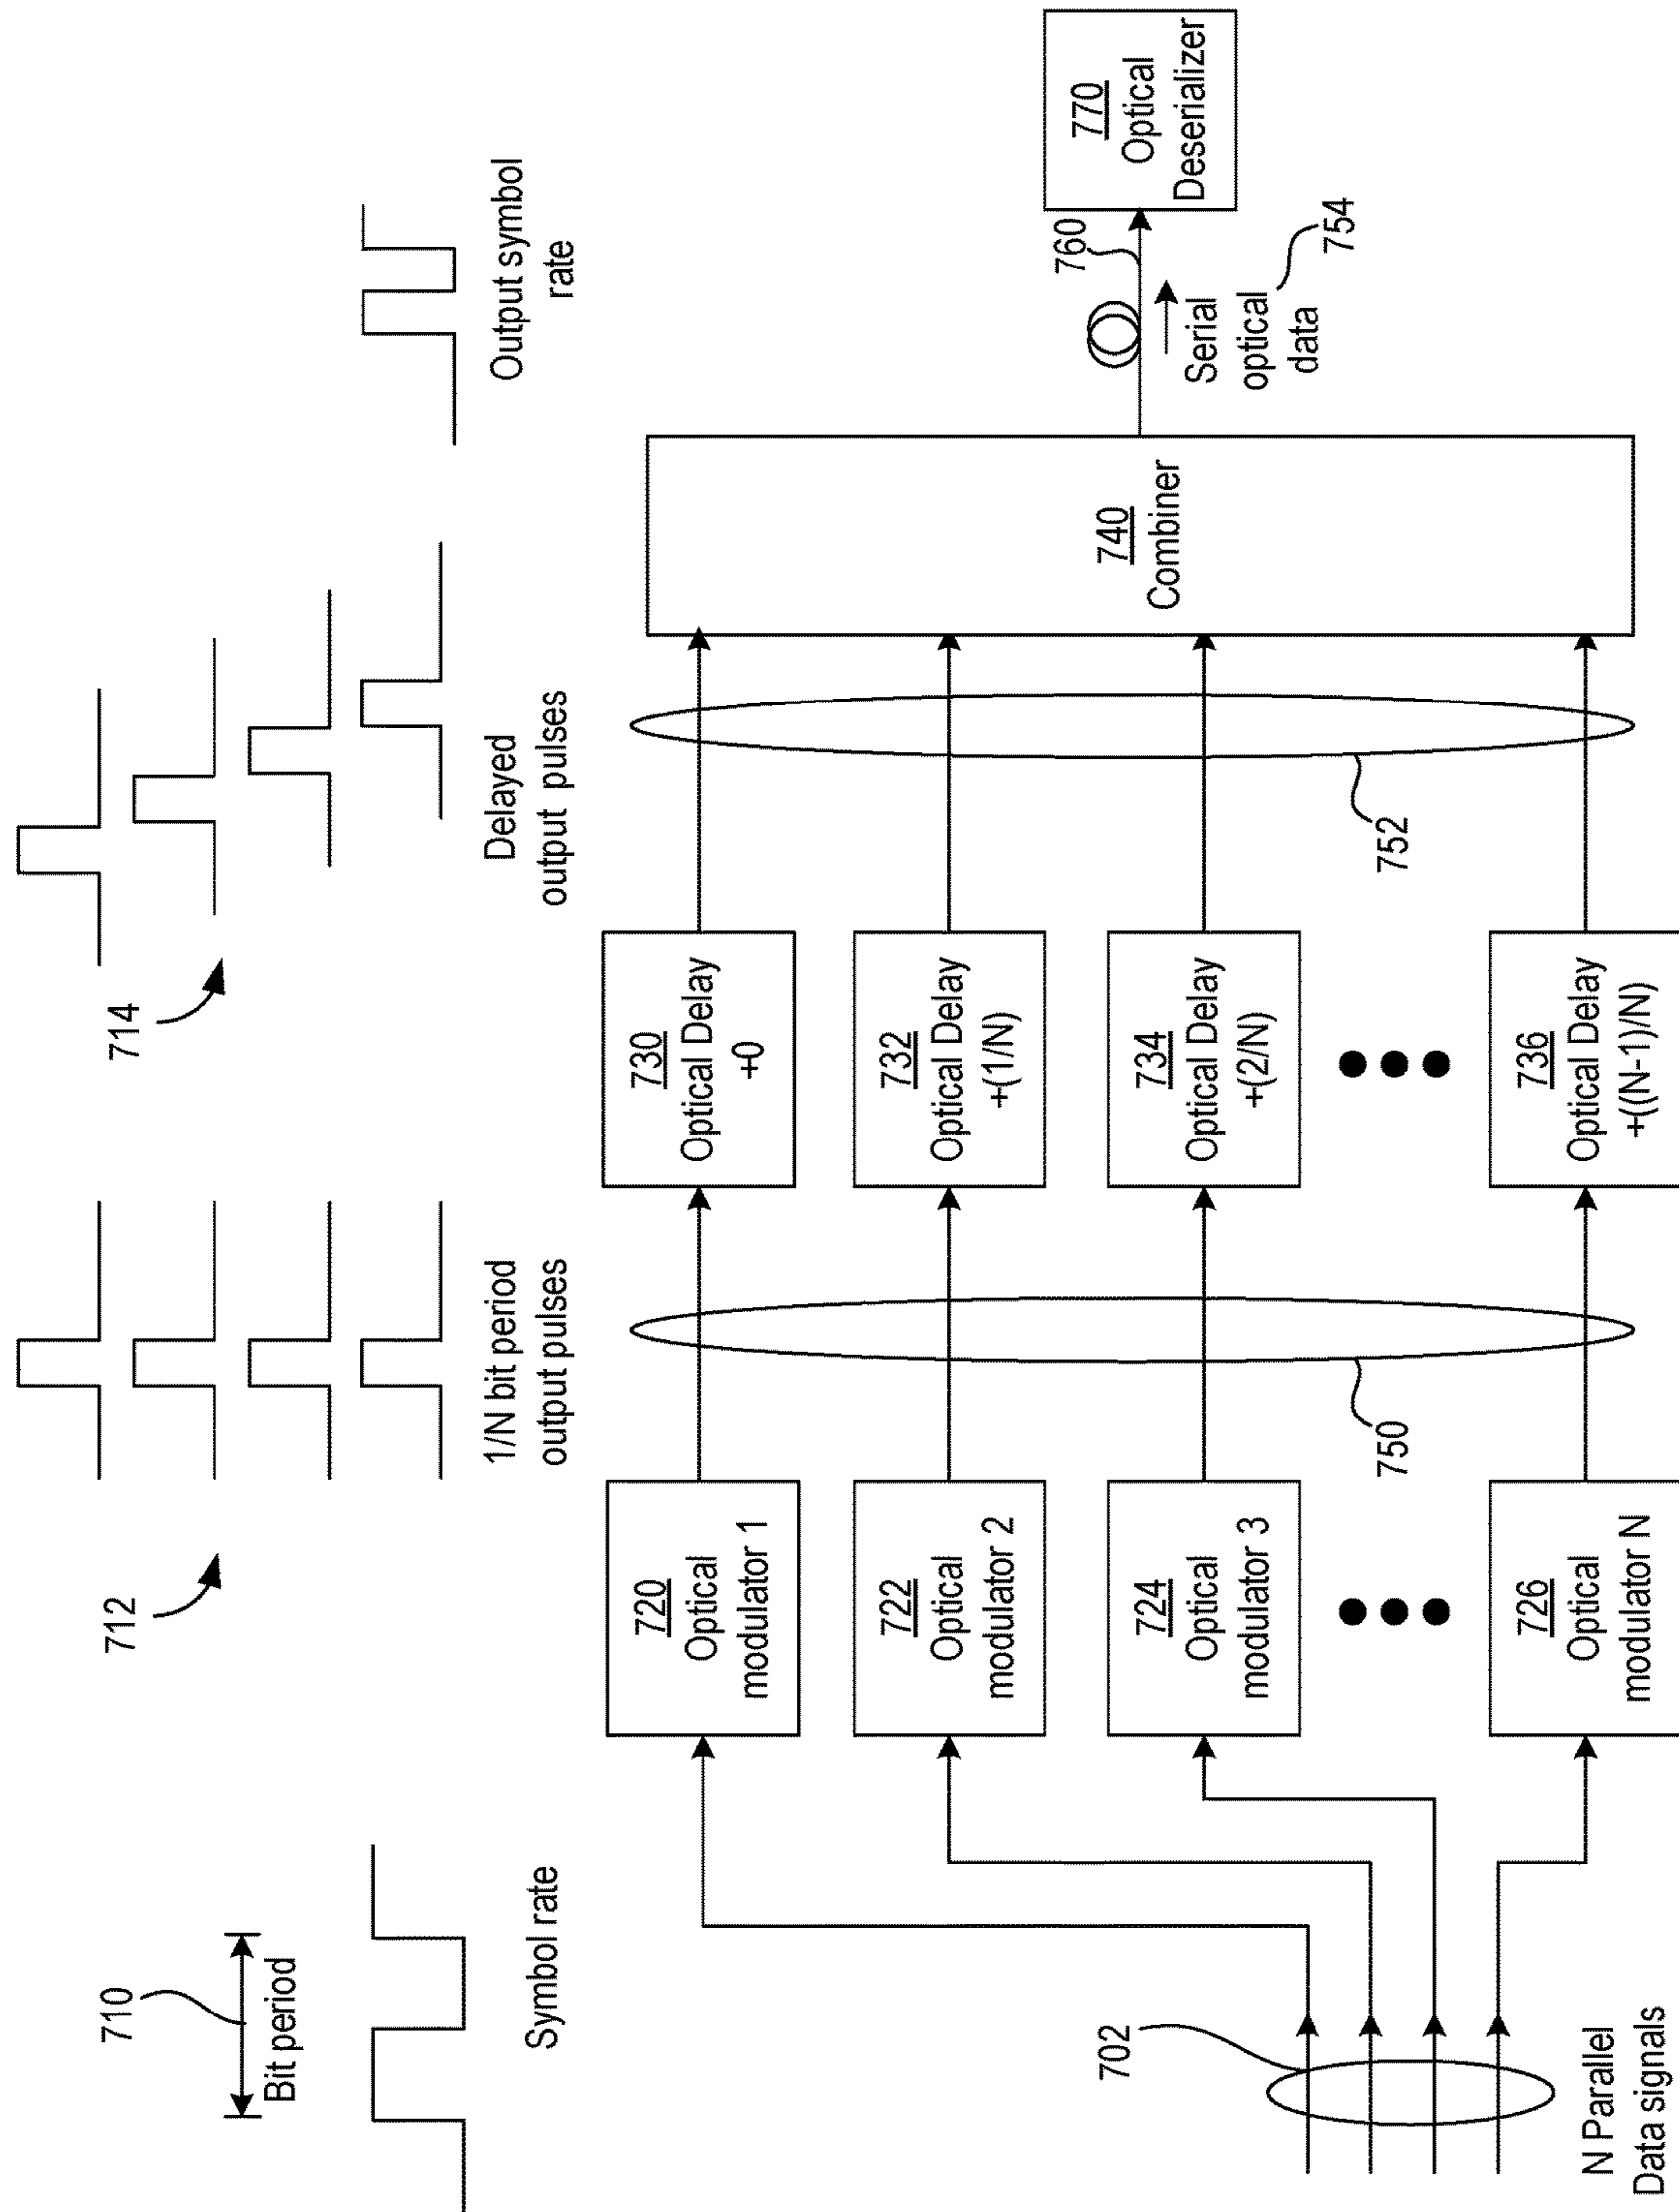 710
Bit period
Symbol rate
712
1/N bit period
output pulses
714
Delayed
output pulses
Output symbol
rate
702
N Parallel
Data signals
720
Optical
modulator 1
722
Optical
modulator 2
724
Optical
modulator 3
726
Optical
modulator N
750
730
Optical Delay
+0
732
Optical Delay
+(1/N)
734
Optical Delay
+(2/N)
736
Optical Delay
+((N-1)/N)
752
740
Combiner
760
Serial
optical
data
754
770
Optical
Deserializer